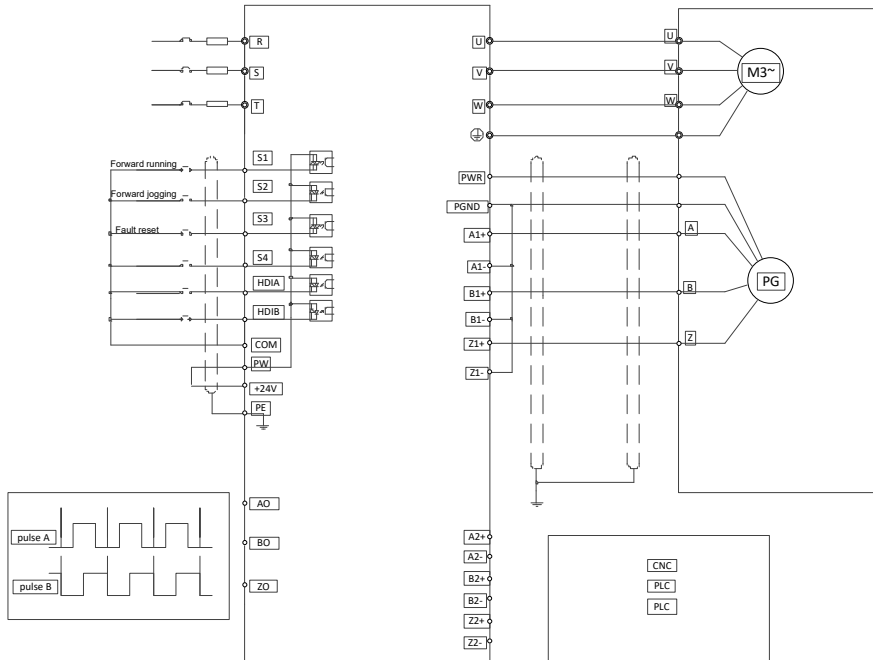 R
S
T
U
V
W
U
V
W
M3~
Forward running
Forward jogging
Fault reset
S1
S2
S3
S4
HDIA
HDIB
COM
PW
+24V
PE
PWR
PGND
A1+
A1-
B1+
B1-
Z1+
Z1-
A
B
Z
PG
pulse A
pulse B
AO
BO
ZO
A2+
A2-
B2+
B2-
Z2+
Z2-
CNC
PLC
PLC